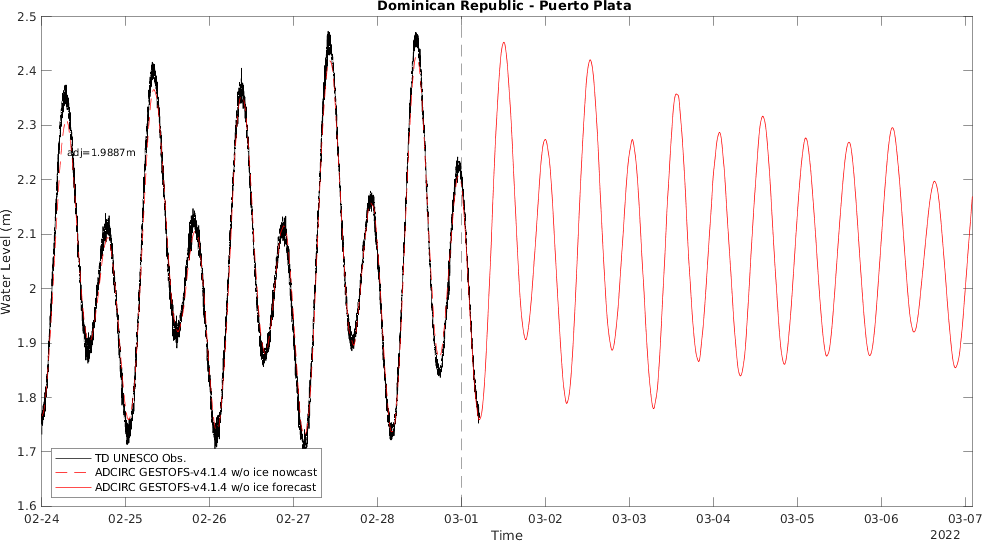 Dominican Republic - Puerto Plata
2.5
2.4
2.3
adj=1.9887m
2.2
2.1
Water Level (m)
2
1.9
1.8
1.7
TD UNESCO Obs.
ADCIRC GESTOFS-v4.1.4 w/o ice nowcast
ADCIRC GESTOFS-v4.1.4 w/o ice forecast
1.6
02-24 02-25 02-26 02-27 02-28 03-01 03-02 03-03 03-04 03-05 03-06 03-07
Time
2022